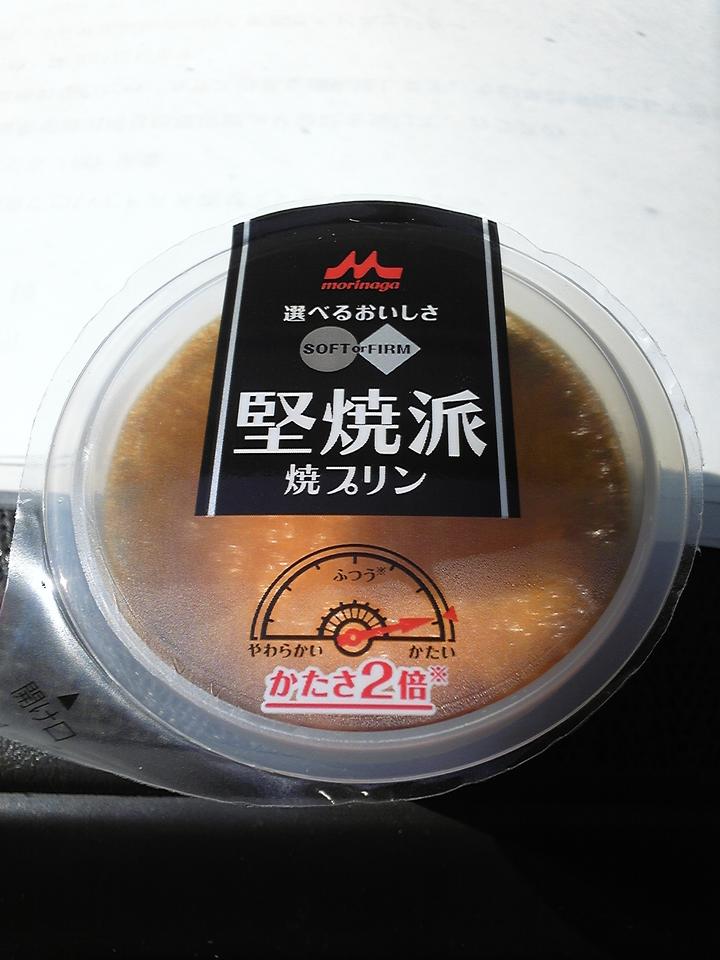 morinaga
選べるおいしさ
SOFT or FIRM
堅焼派
焼プリン
ふつう※
やわらかい かたい
かたさ2倍※
開け口